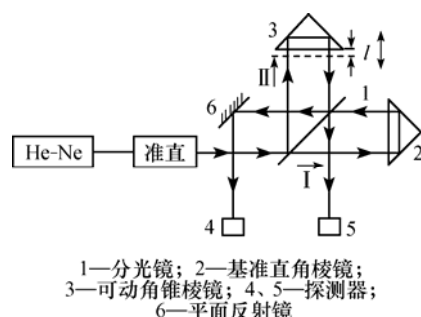 3
l
II
1
6
2
He-Ne
准直
I
4
5
1—分光镜；2—基准直角棱镜；
3—可动角锥棱镜；4、5—探测器；
6—平面反射镜